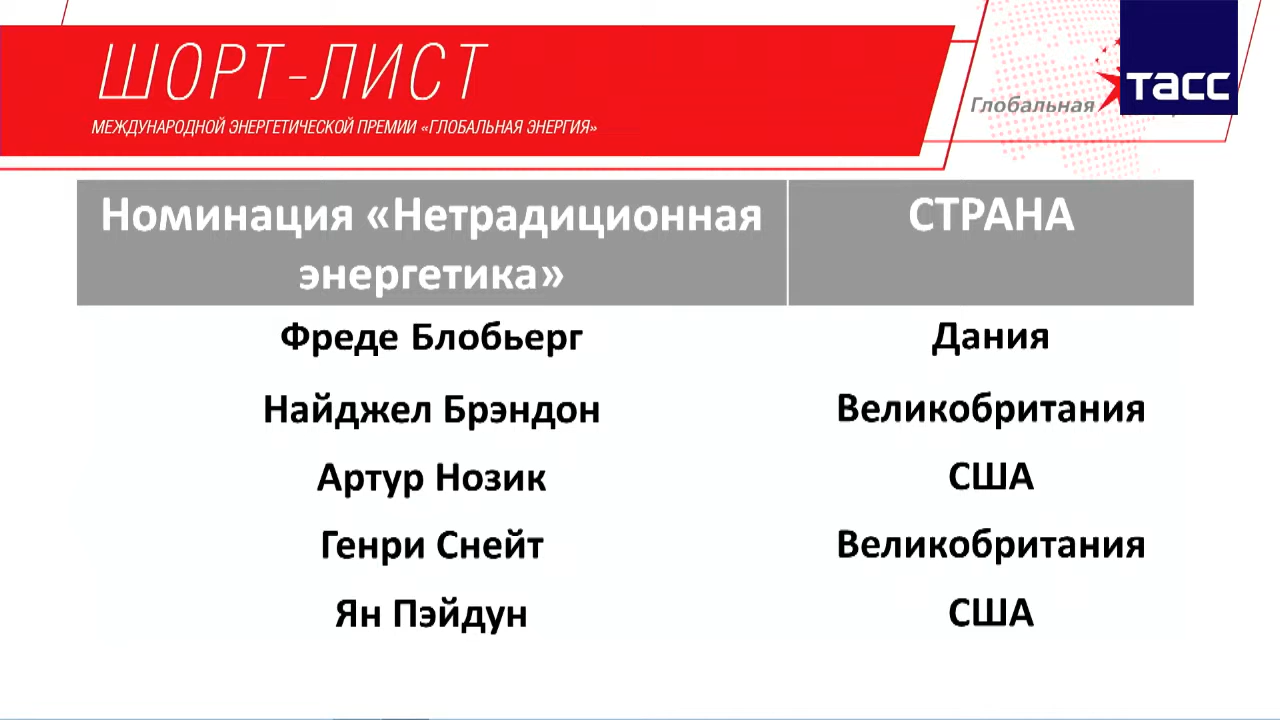 ШОРТ-ЛИСТ
МЕЖДУНАРОДНОЙ ЭНЕРГЕТИЧЕСКОЙ ПРЕМИИ «ГЛОБАЛЬНАЯ ЭНЕРГИЯ»
Глобальная
ТАСС
Номинация «Нетрадиционная
энергетика»
СТРАНА
Фреде Блобьерг Дания
Найджел Брэндон Великобритания
Артур Нозик США
Генри Снейт Великобритания
Ян Пэйдун США